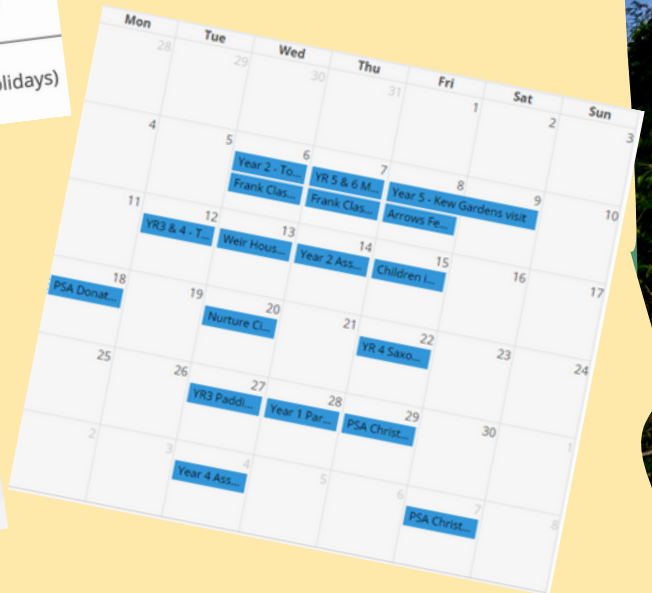 olidays)
Mon Tue Wed Thu Fri Sat Sun
28 29 30 31 1 2 3
4 5 6 7 8 9 10
Year 2 - To... YR 5 & 6 M... Year 5 - Kew Gardens visit
Frank Clas... Frank Clas... Arrows Fe...
11 12 13 14 15 16 17
YR3 & 4 - T... Weir Hous... Year 2 Ass... Children i...
18 19 20 21 22 23 24
PSA Donat... Nurture Ci... YR 4 Saxo...
25 26 27 28 29 30 1
YR3 Paddi... Year 1 Par... PSA Christ...
2 3 4 5 6 7 8
Year 4 Ass... PSA Christ...